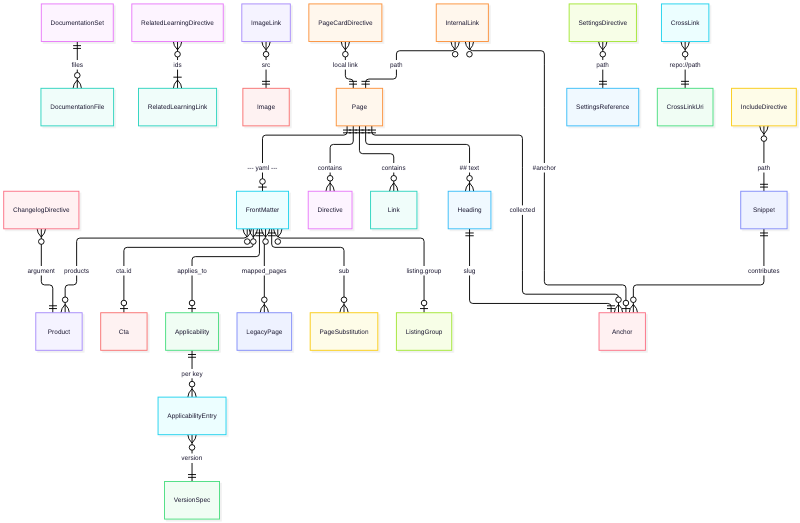 DocumentationSet
RelatedLearningDirective
ImageLink
PageCardDirective
InternalLink
SettingsDirective
CrossLink
files
ids
src
local link
path
path
repo://path
DocumentationFile
RelatedLearningLink
Image
Page
SettingsReference
CrossLinkUri
IncludeDirective
--- yaml ---
contains
contains
## text
#anchor
path
ChangelogDirective
FrontMatter
Directive
Link
Heading
collected
Snippet
argument
products
cta.id
applies_to
mapped_pages
sub
listing.group
slug
contributes
Product
Cta
Applicability
LegacyPage
PageSubstitution
ListingGroup
Anchor
per key
ApplicabilityEntry
version
VersionSpec